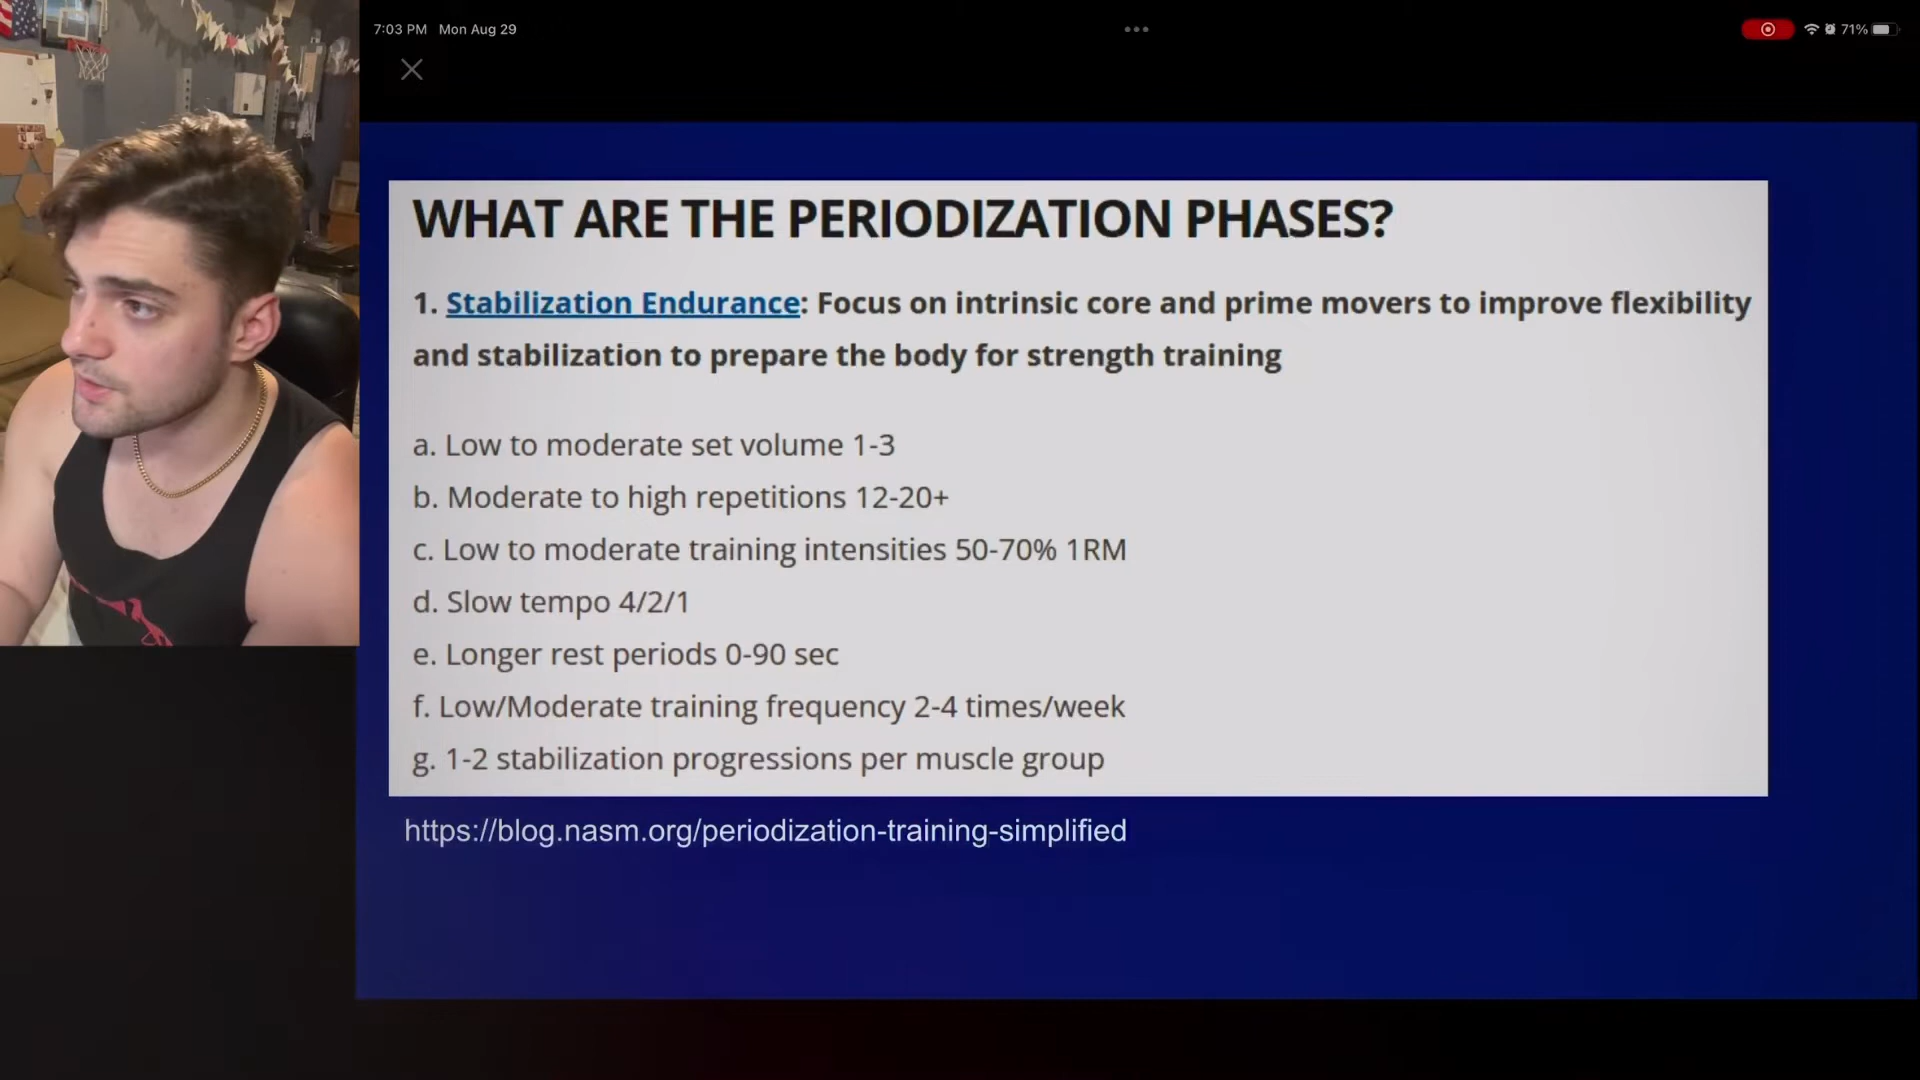 7:03 PM Mon Aug 29
71%
WHAT ARE THE PERIODIZATION PHASES?
1. Stabilization Endurance: Focus on intrinsic core and prime movers to improve flexibility
and stabilization to prepare the body for strength training
a. Low to moderate set volume 1-3
b. Moderate to high repetitions 12-20+
c. Low to moderate training intensities 50-70% 1RM
d. Slow tempo 4/2/1
e. Longer rest periods 0-90 sec
f. Low/Moderate training frequency 2-4 times/week
g. 1-2 stabilization progressions per muscle group
https://blog.nasm.org/periodization-training-simplified